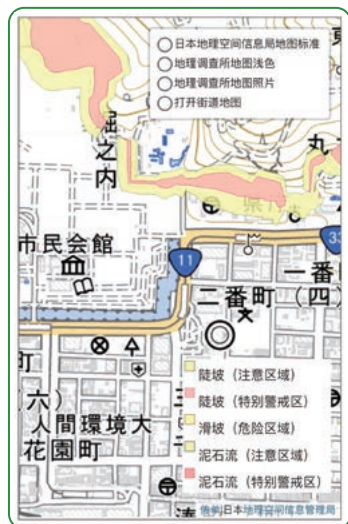 日本地理空间信息局地图标准
地理调查所地图浅色
地理调查所地图照片
打开街道地图
之内
丸
市民会館
11
33
一番
二番町（四）
町
六）
人間環境大
花園町
陡坡（注意区域）
陡坡（特别警戒区）
滑坡（危险区域）
泥石流（注意区域）
泥石流（特别警戒区）
日本地理空间信息管理局